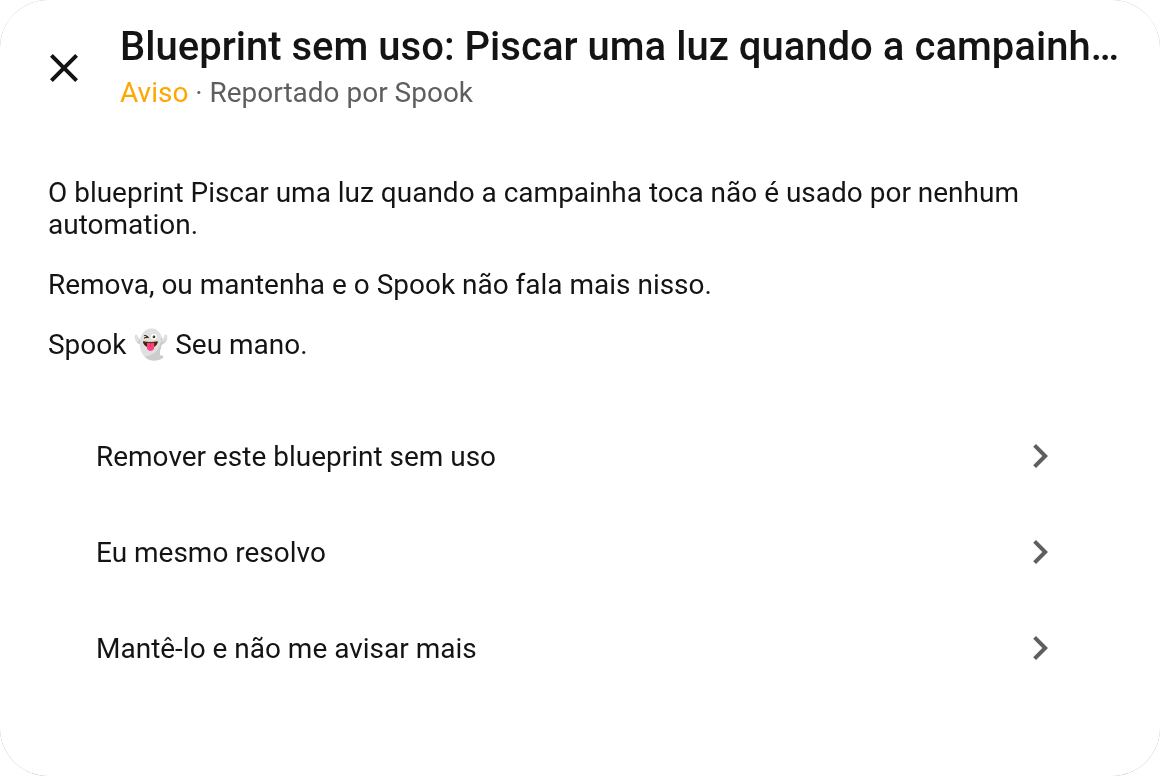 Blueprint sem uso: Piscar uma luz quando a campainh...
Aviso · Reportado por Spook
O blueprint Piscar uma luz quando a campainha toca não é usado por nenhum
automation.
Remova, ou mantenha e o Spook não fala mais nisso.
Spook 👻 Seu mano.
Remover este blueprint sem uso
Eu mesmo resolvo
Mantê-lo e não me avisar mais